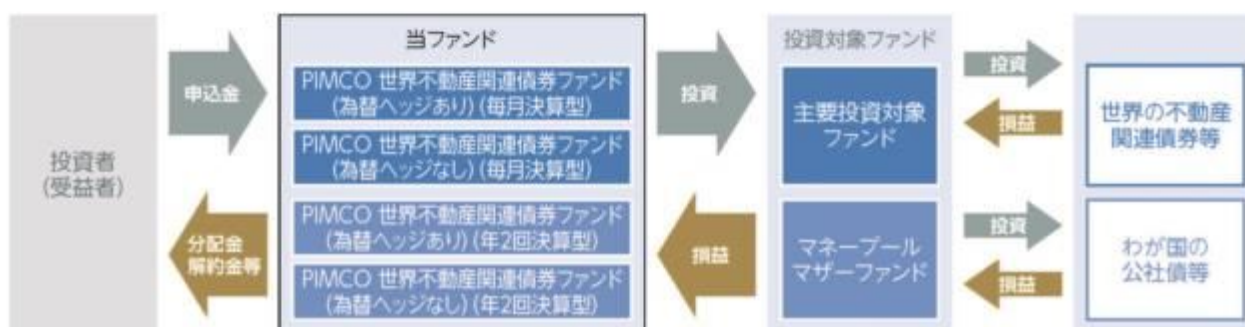 投資者
(受益者)
申込金
分配金
解約金等
当ファンド
PIMCO 世界不動産関連債券ファンド
(為替ヘッジあり)(毎月決算型)
PIMCO 世界不動産関連債券ファンド
(為替ヘッジなし)(毎月決算型)
PIMCO 世界不動産関連債券ファンド
(為替ヘッジあり)(年2回決算型)
PIMCO 世界不動産関連債券ファンド
(為替ヘッジなし)(年2回決算型)
投資
損益
投資対象ファンド
主要投資対象
ファンド
マネープール
マザーファンド
投資
損益
投資
損益
世界の不動産
関連債券等
わが国の
公社債等